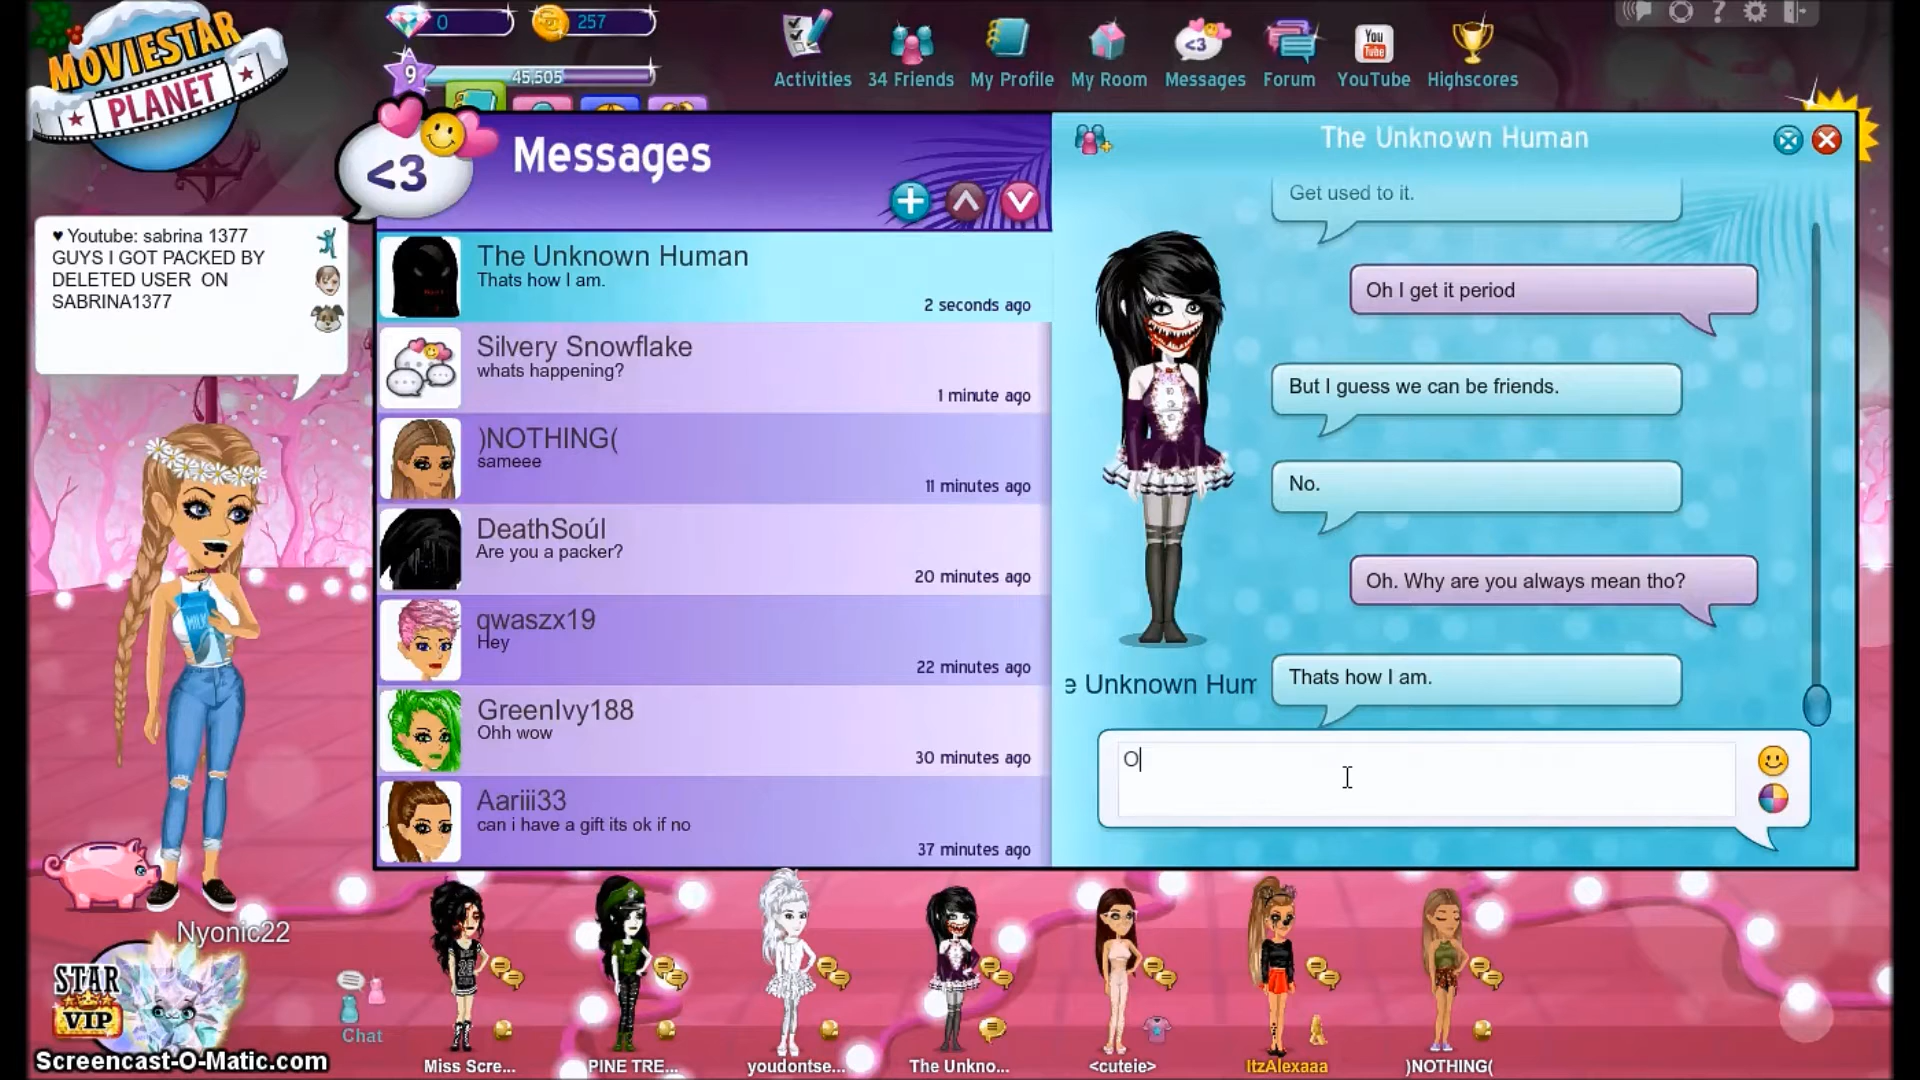 MOVIESTAR
PLANET
0
257
9
45,505
Activities
34 Friends
My Profile
My Room
<3
Messages
Forum
You
Tube
YouTube
Highscores
?
<3
Messages
♥ Youtube: sabrina 1377
GUYS I GOT PACKED BY
DELETED USER ON
SABRINA1377
The Unknown Human
Thats how I am.
2 seconds ago
Silvery Snowflake
whats happening?
1 minute ago
)NOTHING(
sameee
11 minutes ago
DeathSoúl
Are you a packer?
20 minutes ago
qwaszx19
Hey
22 minutes ago
GreenIvy188
Ohh wow
30 minutes ago
Aariii33
can i have a gift its ok if no
37 minutes ago
The Unknown Human
Get used to it.
Oh I get it period
But I guess we can be friends.
No.
Oh. Why are you always mean tho?
Thats how I am.
e Unknown Hum
O
MILK
Nyonic22
STAR
VIP
Chat
Miss Scre...
PINE TRE...
youdontse...
The Unkno...
<cuteie>
ItzAlexaaa
)NOTHING(
Screencast-O-Matic.com